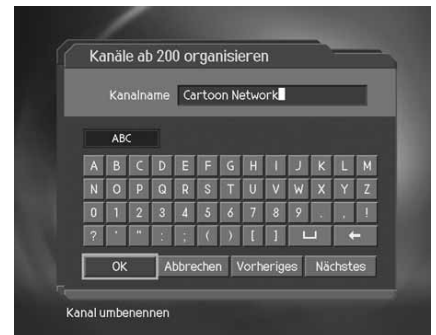 Kanäle ab 200 organisieren
Kanalname Cartoon Network
ABC
A B C D E F G H I J K L M
N O P Q R S T U V W X Y Z
0 1 2 3 4 5 6 7 8 9 . , !
? ' " : ; ( ) [ ] ␣ ←
OK Abbrechen Vorheriges Nächstes
Kanal umbenennen